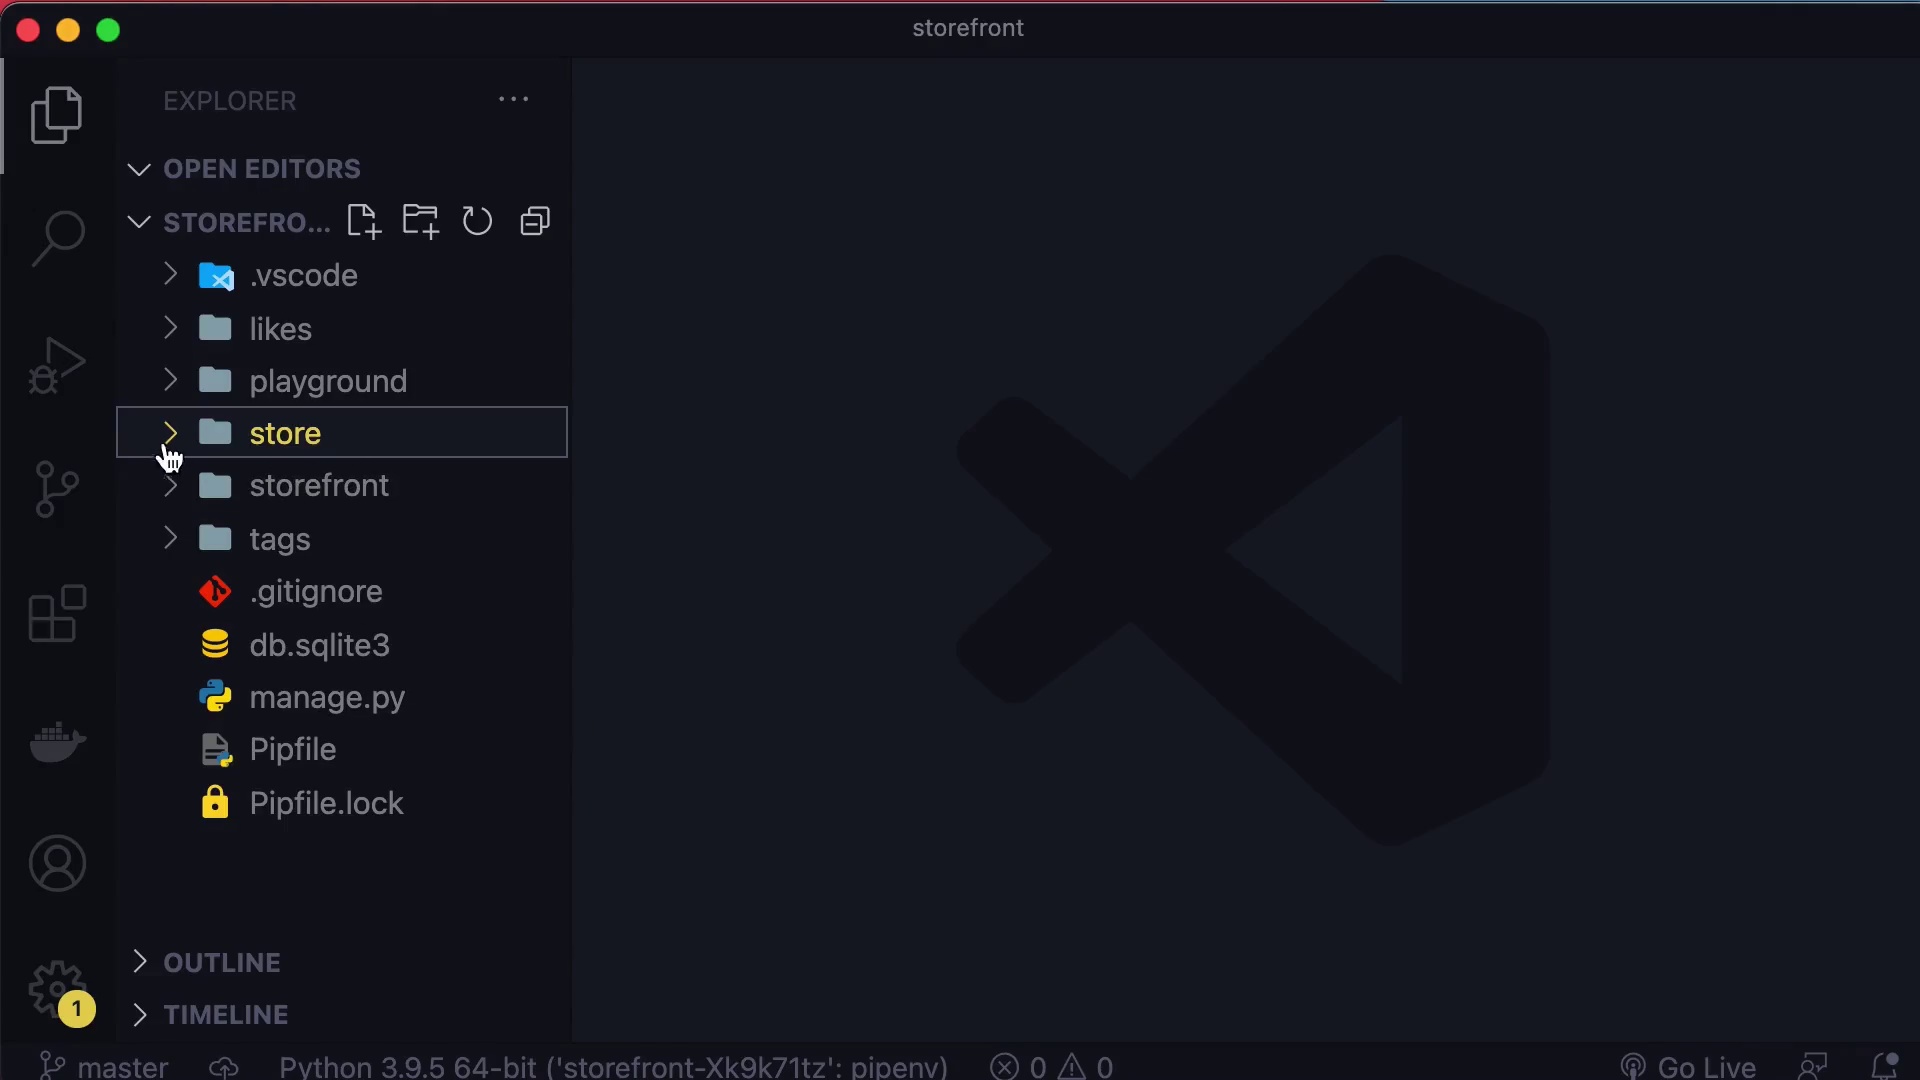 storefront
EXPLORER
OPEN EDITORS
STOREFRO...
.vscode
likes
playground
store
storefront
tags
.gitignore
db.sqlite3
manage.py
Pipfile
Pipfile.lock
OUTLINE
TIMELINE
1
master Python 3.9.5 64-bit ('storefront-Xk9k71tz': pipenv) 0 0 Go Live